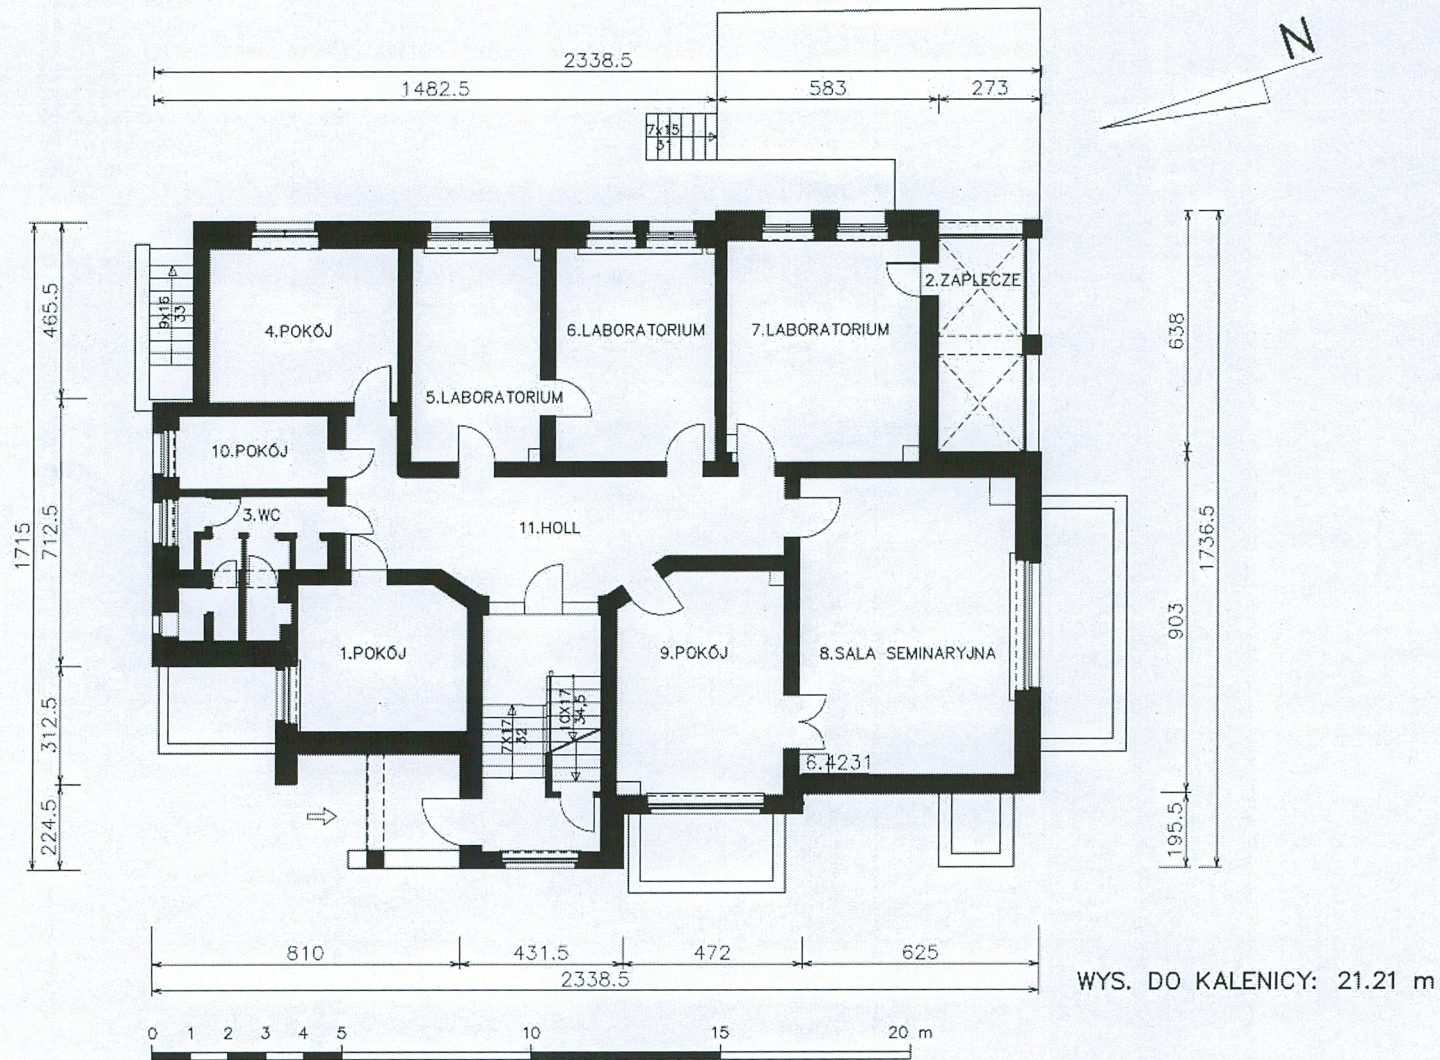 N
2338.5
1482.5
583
273
7x15
31
465.5
712.5
312.5
224.5
1715
9x16
33
4.POKÓJ
5.LABORATORIUM
6.LABORATORIUM
7.LABORATORIUM
2.ZAPLECZE
10.POKÓJ
3.WC
11.HOLL
1.POKÓJ
9.POKÓJ
8.SALA SEMINARYJNA
7X17
32
10X17
34,5
6.4231
638
903
195.5
1736.5
810
431.5
472
625
2338.5
WYS. DO KALENICY: 21.21 m
0 1 2 3 4 5 10 15 20 m